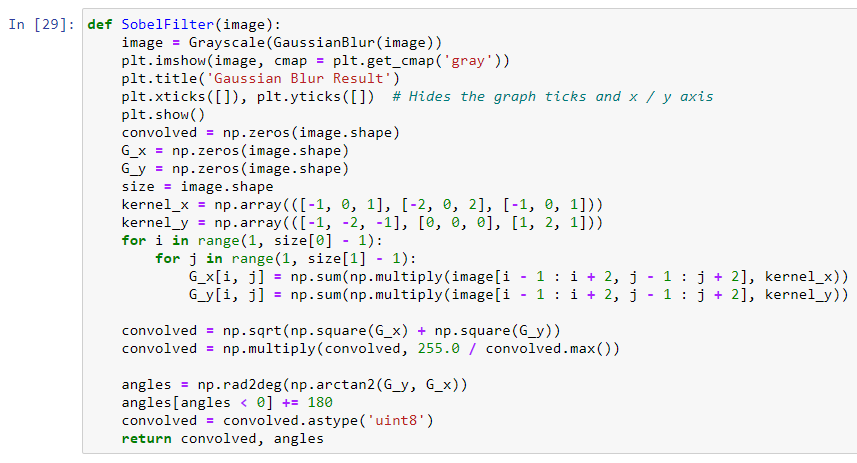 In [29]: def SobelFilter(image):
    image = Grayscale(GaussianBlur(image))
    plt.imshow(image, cmap = plt.get_cmap('gray'))
    plt.title('Gaussian Blur Result')
    plt.xticks([]), plt.yticks([])  # Hides the graph ticks and x / y axis
    plt.show()
    convolved = np.zeros(image.shape)
    G_x = np.zeros(image.shape)
    G_y = np.zeros(image.shape)
    size = image.shape
    kernel_x = np.array(([-1, 0, 1], [-2, 0, 2], [-1, 0, 1]))
    kernel_y = np.array(([-1, -2, -1], [0, 0, 0], [1, 2, 1]))
    for i in range(1, size[0] - 1):
        for j in range(1, size[1] - 1):
            G_x[i, j] = np.sum(np.multiply(image[i - 1 : i + 2, j - 1 : j + 2], kernel_x))
            G_y[i, j] = np.sum(np.multiply(image[i - 1 : i + 2, j - 1 : j + 2], kernel_y))
    convolved = np.sqrt(np.square(G_x) + np.square(G_y))
    convolved = np.multiply(convolved, 255.0 / convolved.max())
    angles = np.rad2deg(np.arctan2(G_y, G_x))
    angles[angles < 0] += 180
    convolved = convolved.astype('uint8')
    return convolved, angles